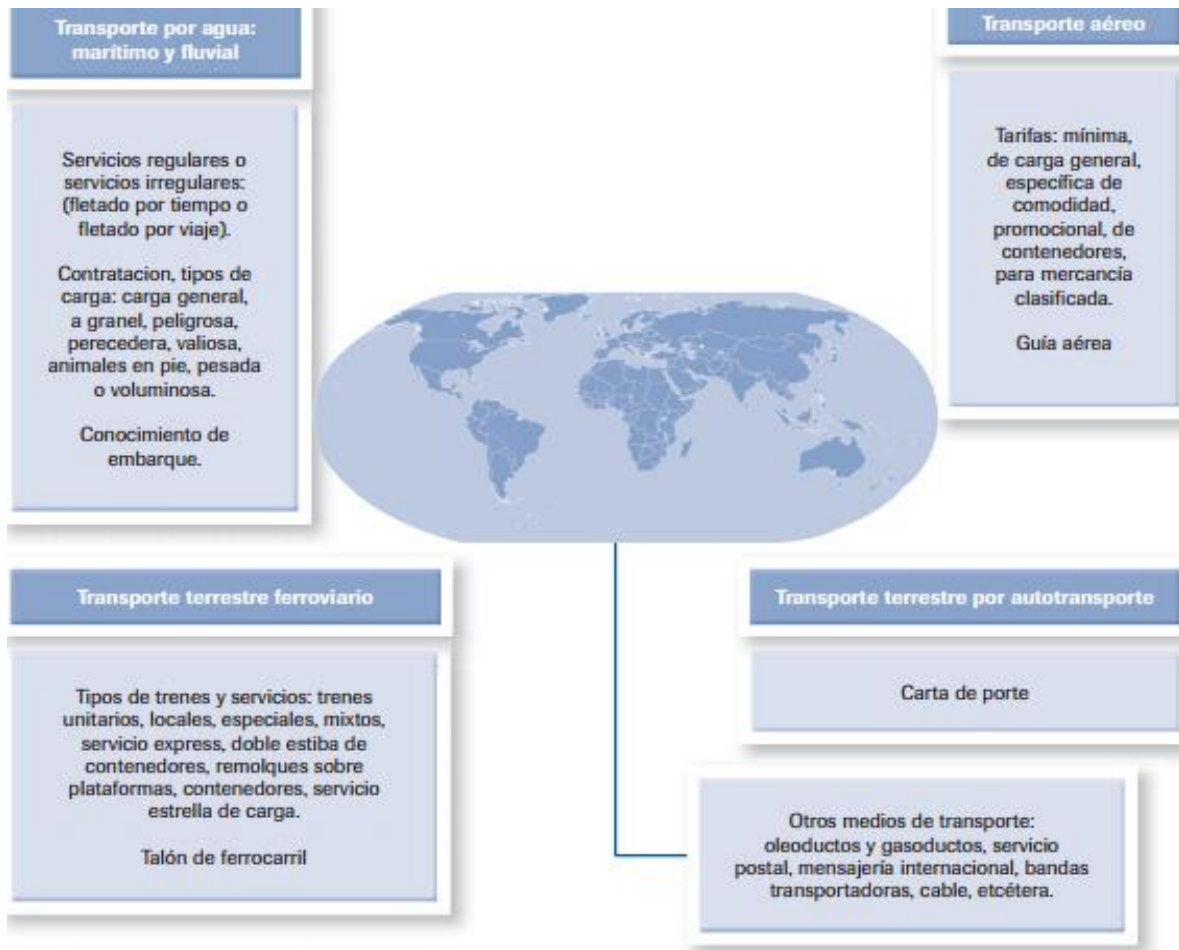 Transporte por agua:
marítimo y fluvial
Servicios regulares o
servicios irregulares:
(fletado por tiempo o
fletado por viaje).
Contratacion, tipos de
carga: carga general,
a granel, peligrosa,
perecedera, valiosa,
animales en pie, pesada
o voluminosa.
Conocimiento de
embarque.
Transporte aéreo
Tarifas: mínima,
de carga general,
específica de
comodidad,
promocional, de
contenedores,
para mercancía
clasificada.
Guía aérea
Transporte terrestre ferroviario
Tipos de trenes y servicios: trenes
unitarios, locales, especiales, mixtos,
servicio express, doble estiba de
contenedores, remolques sobre
plataformas, contenedores, servicio
estrella de carga.
Talón de ferrocarril
Transporte terrestre por autotransporte
Carta de porte
Otros medios de transporte:
oleoductos y gasoductos, servicio
postal, mensajería internacional, bandas
transportadoras, cable, etcétera.